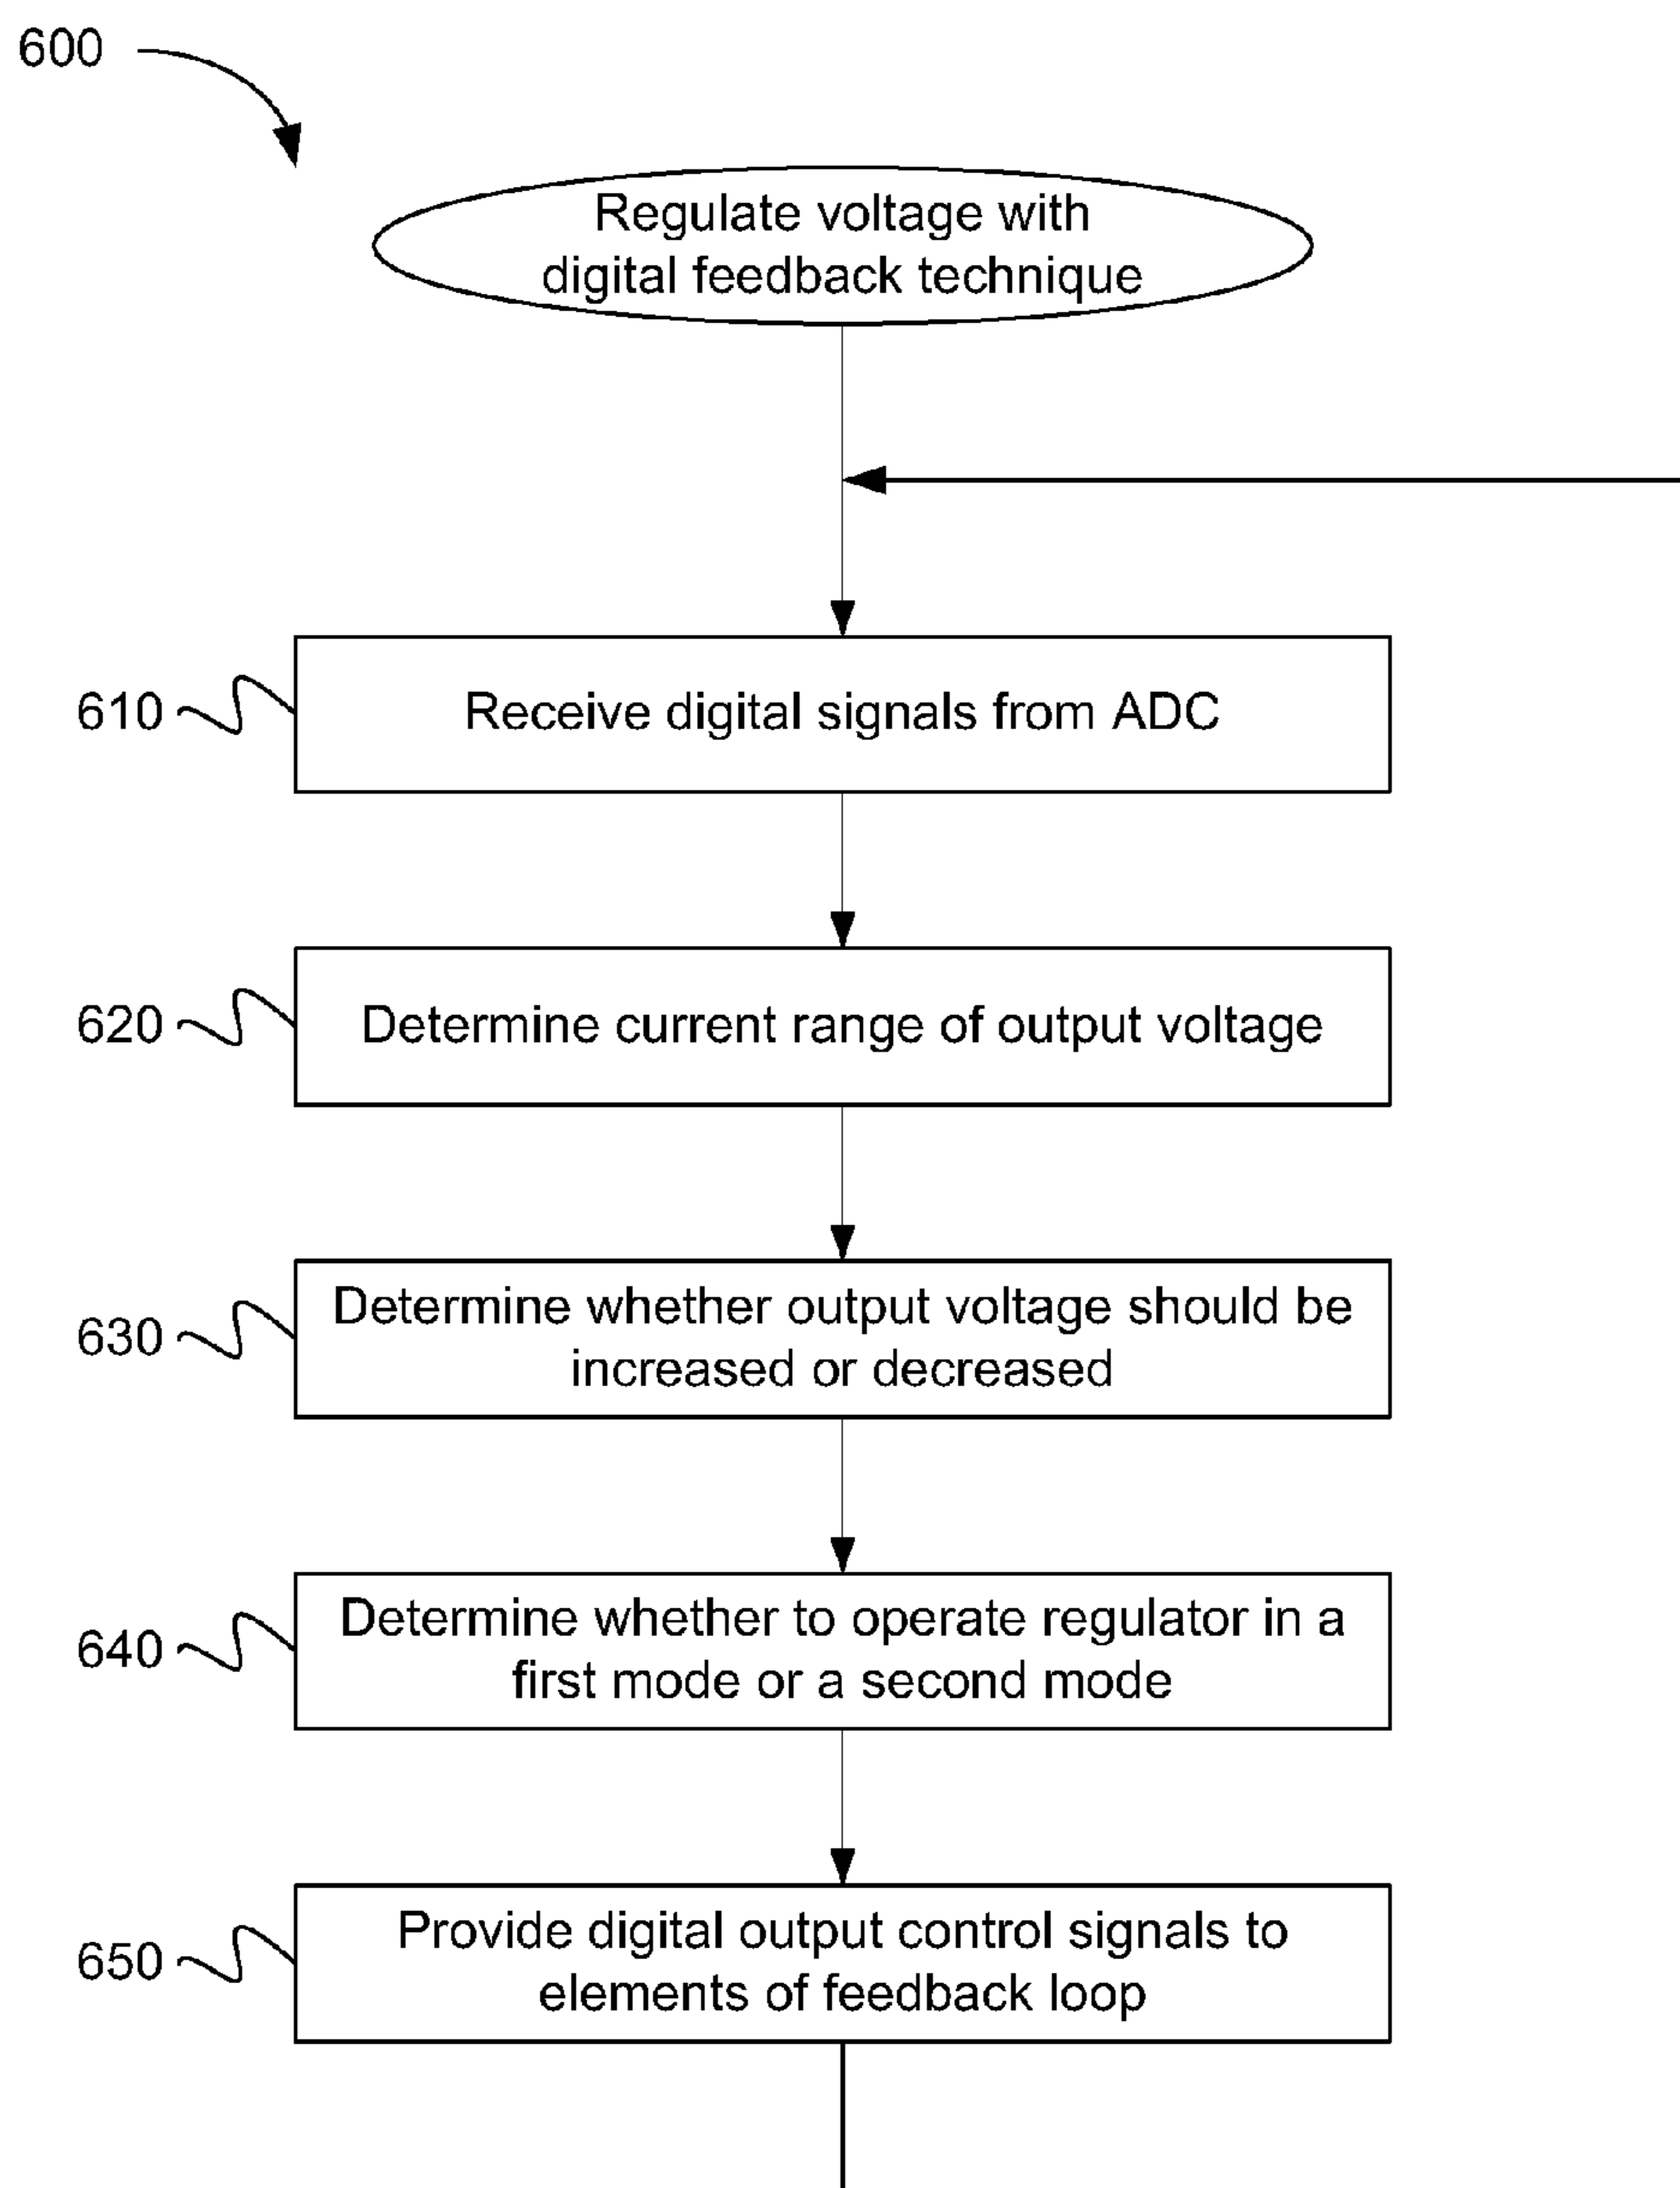 600
Regulate voltage with
digital feedback technique
610
Receive digital signals from ADC
620
Determine current range of output voltage
630
Determine whether output voltage should be
increased or decreased
640
Determine whether to operate regulator in a
first mode or a second mode
650
Provide digital output control signals to
elements of feedback loop